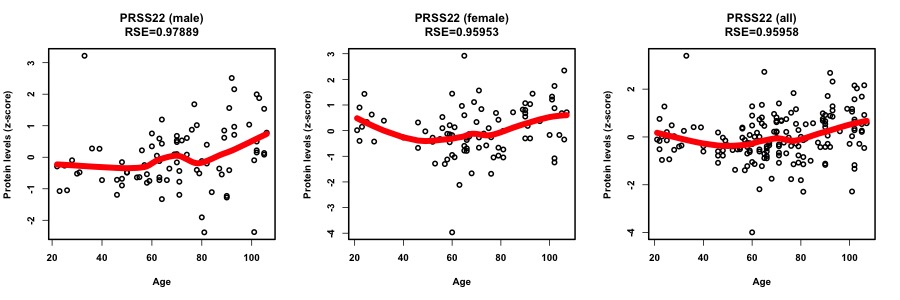 PRSS22 (male)
RSE=0.97889
Protein levels (z-score)
3
2
1
0
-1
-2
20 40 60 80 100
Age
PRSS22 (female)
RSE=0.95953
Protein levels (z-score)
3
2
1
0
-1
-2
-3
-4
20 40 60 80 100
Age
PRSS22 (all)
RSE=0.95958
Protein levels (z-score)
2
0
-2
-4
20 40 60 80 100
Age